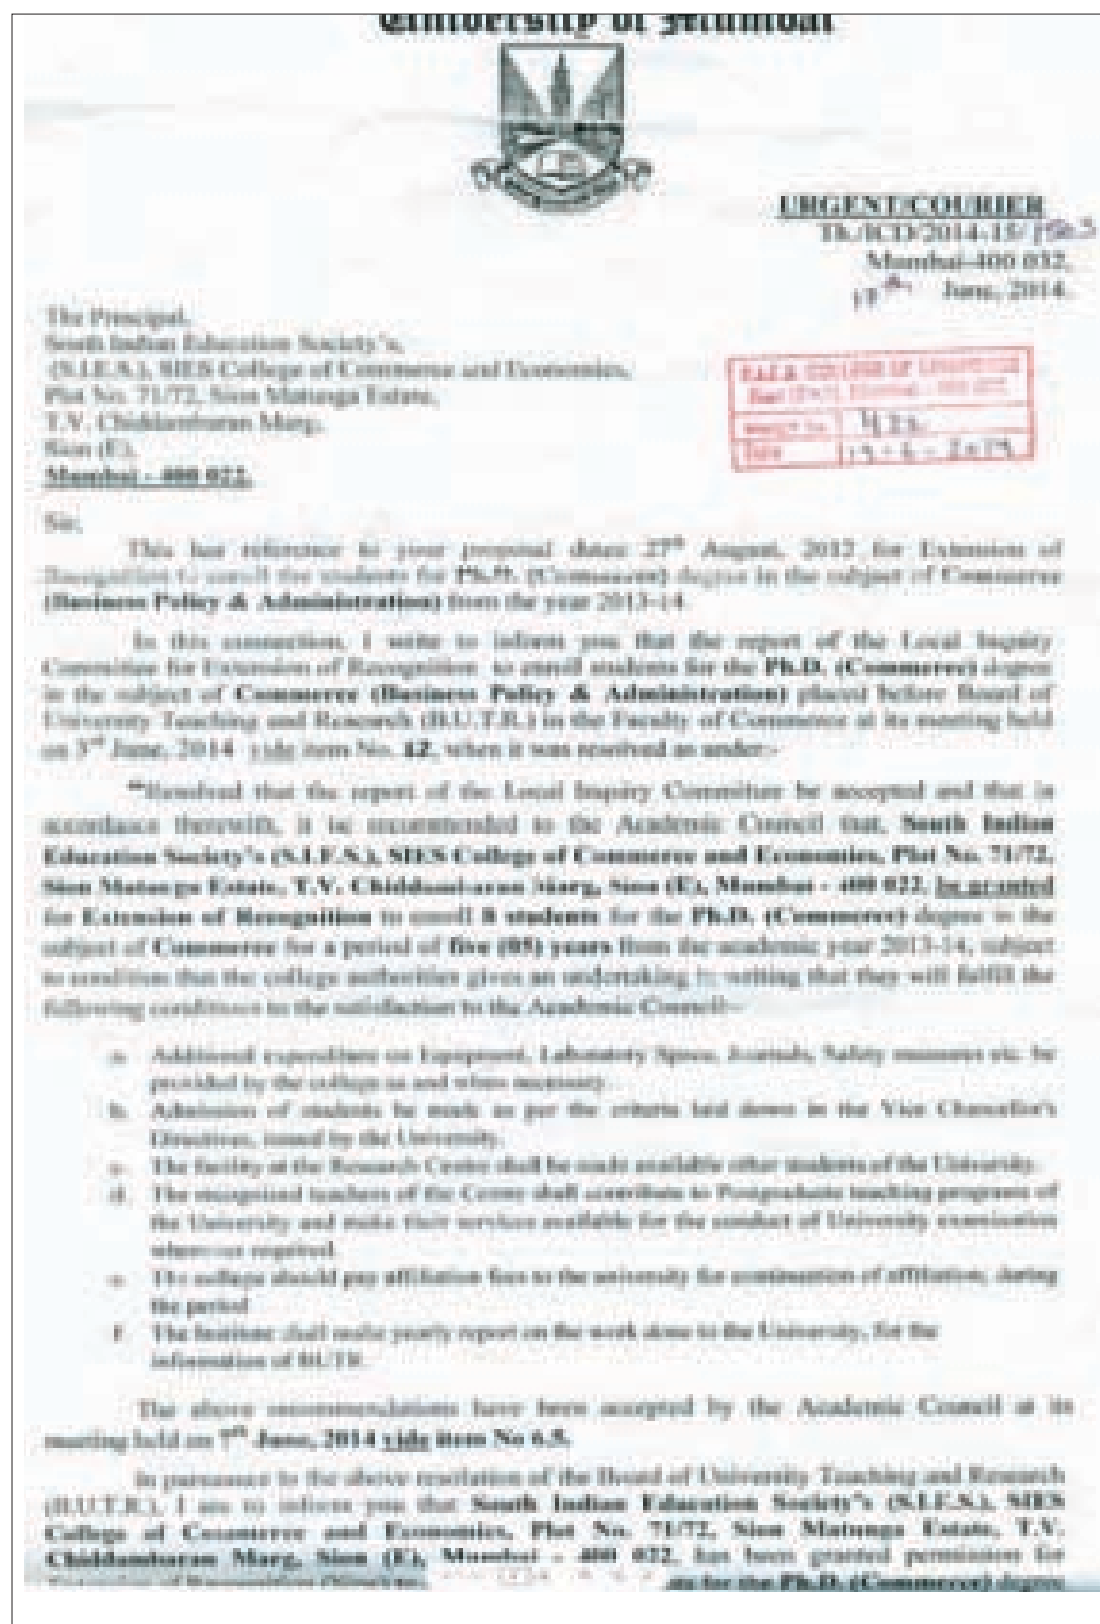 University of Mumbai
URGENT/COURIER
Th./ICD/2014-15/
Mumbai-400 032,
June, 2014.
The Principal,
South Indian Education Society's,
(S.I.E.S.), SIES College of Commerce and Economics,
Plot No. 71/72, Sion Matunga Estate,
T.V. Chiddambaran Marg,
Sion (E),
Mumbai - 400 022.
Sir,
This has reference to your proposal dated 27th August, 2012 for Extension of
Recognition to enroll the students for Ph.D. (Commerce) degree in the subject of Commerce
(Business Policy & Administration) from the year 2013-14.
In this connection, I write to inform you that the report of the Local Inquiry
Committee for Extension of Recognition to enroll students for the Ph.D. (Commerce) degree
in the subject of Commerce (Business Policy & Administration) placed before Board of
University Teaching and Research (B.U.T.R.) in the Faculty of Commerce at its meeting held
on 3rd June, 2014 vide item No. 12, when it was resolved as under:-
"Resolved that the report of the Local Inquiry Committee be accepted and that in
accordance therewith, it be recommended to the Academic Council that, South Indian
Education Society's (S.I.E.S.), SIES College of Commerce and Economics, Plot No. 71/72,
Sion Matunga Estate, T.V. Chiddambaran Marg, Sion (E), Mumbai - 400 022, be granted
for Extension of Recognition to enroll 8 students for the Ph.D. (Commerce) degree in the
subject of Commerce for a period of five (05) years from the academic year 2013-14, subject
to condition that the college authorities gives an undertaking in writing that they will fulfill the
following conditions to the satisfaction to the Academic Council:-
a. Additional expenditure on Equipment, Laboratory Space, Journals, Safety measures etc. be
provided by the college as and when necessary.
b. Admission of students be made as per the criteria laid down in the Vice Chancellor's
Directives, issued by the University.
c. The facility at the Research Centre shall be made available other students of the University.
d. The recognized teachers of the Centre shall contribute to Postgraduate teaching programs of
the University and make their services available for the conduct of University examination
whenever required.
e. The college should pay affiliation fees to the university for continuation of affiliation, during
the period
f. The Institute shall make yearly report on the work done to the University, for the
information of BUTR.
The above recommendations have been accepted by the Academic Council at its
meeting held on 7th June, 2014 vide item No 6.5.
In pursuance to the above resolution of the Board of University Teaching and Research
(B.U.T.R.), I am to inform you that South Indian Education Society's (S.I.E.S.), SIES
College of Commerce and Economics, Plot No. 71/72, Sion Matunga Estate, T.V.
Chiddambaran Marg, Sion (E), Mumbai - 400 022, has been granted permission for
for the Ph.D. (Commerce) degree